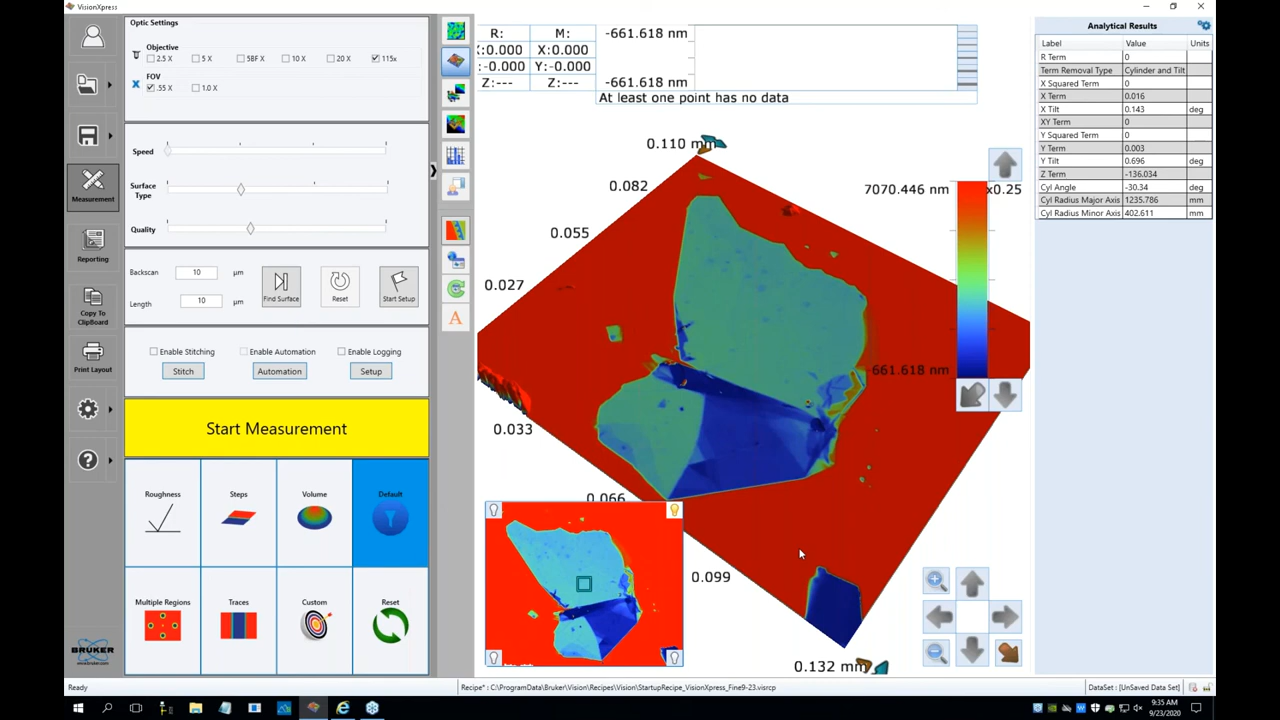 VisionXpress
Optic Settings
Objective
2.5 X 5 X 5BF X 10 X 20 X 115x
FOV
.55 X 1.0 X
Speed
Surface
Type
Quality
Backscan 10 µm
Length 10 µm
Find Surface
Reset
Start Setup
Enable Stitching Enable Automation Enable Logging
Stitch Automation Setup
Start Measurement
Roughness Steps Volume Default
Multiple Regions Traces Custom Reset
Measurement
Reporting
Copy To
ClipBoard
Print Layout
BRUKER
www.bruker.com
A
R: M:
X:0.000 X:0.000
Y:-0.000 Y:-0.000
Z:--- Z:---
-661.618 nm
-661.618 nm
At least one point has no data
0.110 mm
0.082
0.055
0.027
0.033
0.066
0.099
0.132 mm
7070.446 nm
x0.25
-661.618 nm
Analytical Results
Label Value Units
R Term 0
Term Removal Type Cylinder and Tilt
X Squared Term 0
X Term 0.016
X Tilt 0.143 deg
XY Term 0
Y Squared Term 0
Y Term 0.003
Y Tilt 0.696 deg
Z Term -136.034
Cyl Angle -30.34 deg
Cyl Radius Major Axis 1235.786 mm
Cyl Radius Minor Axis 402.611 mm
Ready
Recipe* : C:\ProgramData\Bruker\Vision\Recipes\Vision\StartupRecipe_VisionXpress_Fine9-23.visrcp
DataSet : [UnSaved Data Set]
9:35 AM
9/23/2020